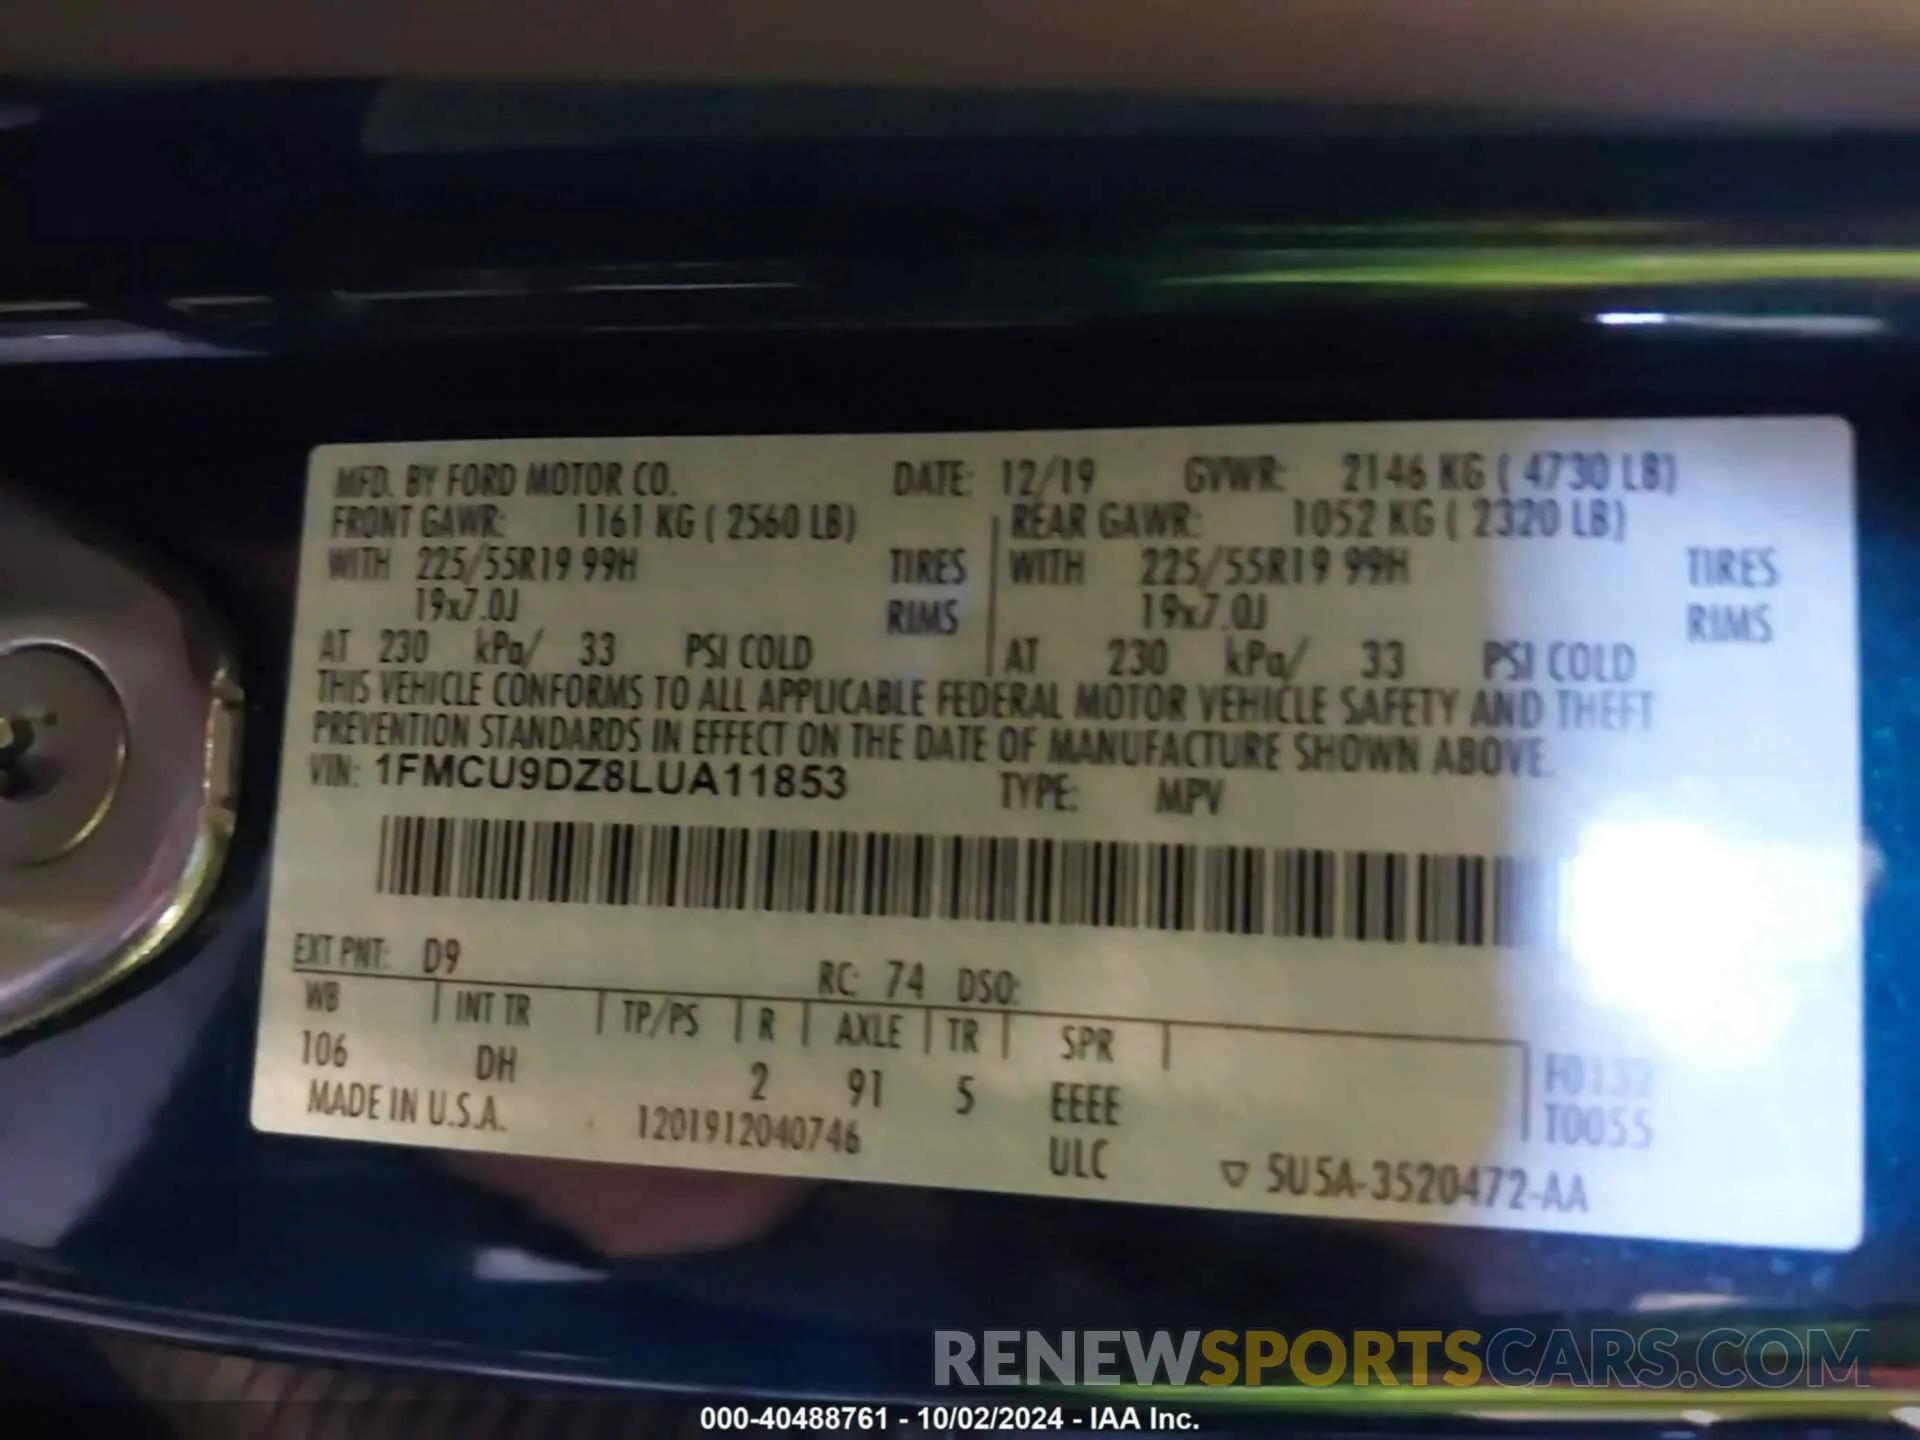 MFD. BY FORD MOTOR CO. DATE: 12/19 GVWR: 2146 KG ( 4730 LB)
FRONT GAWR: 1161 KG ( 2560 LB) REAR GAWR: 1052 KG ( 2320 LB)
WITH 225/55R19 99H TIRES WITH 225/55R19 99H TIRES
19x7.0J RIMS 19x7.0J RIMS
AT 230 kPa/ 33 PSI COLD AT 230 kPa/ 33 PSI COLD
THIS VEHICLE CONFORMS TO ALL APPLICABLE FEDERAL MOTOR VEHICLE SAFETY AND THEFT
PREVENTION STANDARDS IN EFFECT ON THE DATE OF MANUFACTURE SHOWN ABOVE.
VIN: 1FMCU9DZ8LUA11853 TYPE: MPV
EXT PNT: D9 RC: 74 DSO:
WB INT TR TP/PS R AXLE TR SPR
106 DH 2 91 5 EEEE F0132
MADE IN U.S.A. 1201912040746 ULC T0055
▽ 5U5A-3520472-AA
RENEWSPORTSCARS.COM
000-40488761 - 10/02/2024 - IAA Inc.